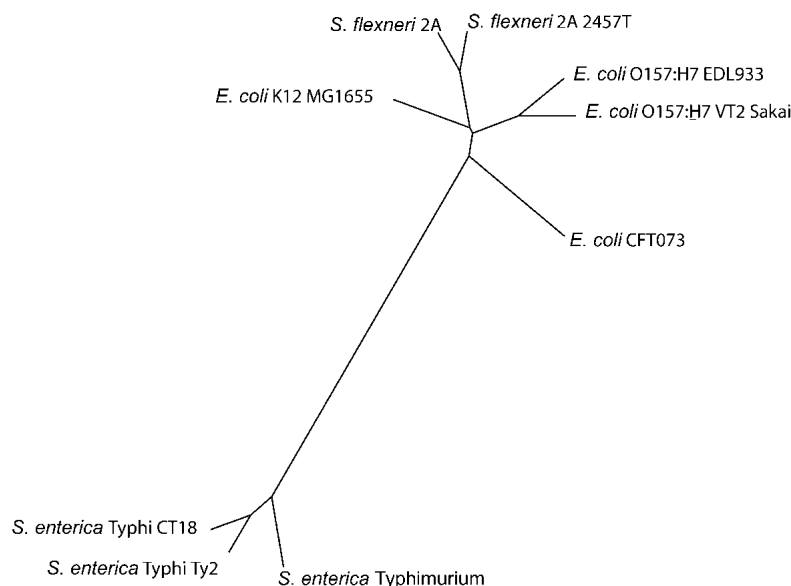 S. flexneri 2A
S. flexneri 2A 2457T
E. coli O157:H7 EDL933
E. coli K12 MG1655
E. coli O157:H7 VT2 Sakai
E. coli CFT073
S. enterica Typhi CT18
S. enterica Typhi Ty2
S. enterica Typhimurium